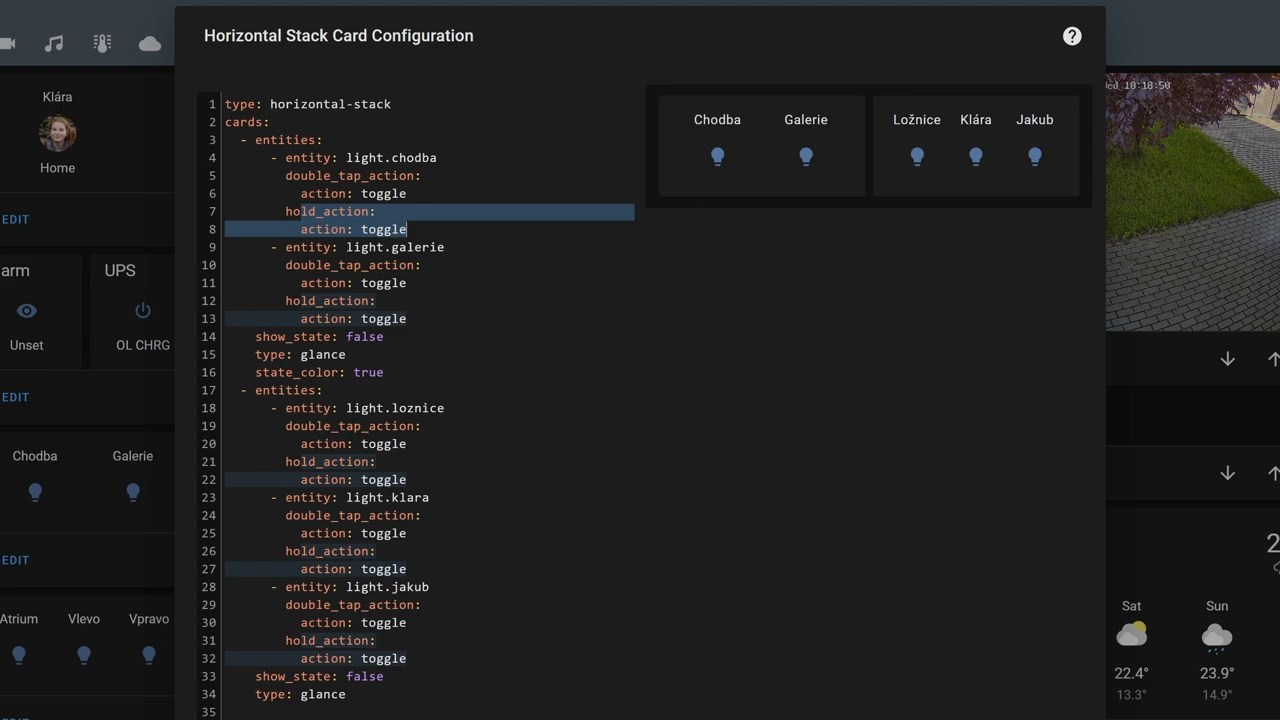 Horizontal Stack Card Configuration
?
Klára
Home
EDIT
arm
UPS
Unset
OL CHRG
EDIT
Chodba
Galerie
EDIT
Atrium
Vlevo
Vpravo
1 type: horizontal-stack
2 cards:
3 - entities:
4 - entity: light.chodba
5 double_tap_action:
6 action: toggle
7 hold_action:
8 action: toggle
9 - entity: light.galerie
10 double_tap_action:
11 action: toggle
12 hold_action:
13 action: toggle
14 show_state: false
15 type: glance
16 state_color: true
17 - entities:
18 - entity: light.loznice
19 double_tap_action:
20 action: toggle
21 hold_action:
22 action: toggle
23 - entity: light.klara
24 double_tap_action:
25 action: toggle
26 hold_action:
27 action: toggle
28 - entity: light.jakub
29 double_tap_action:
30 action: toggle
31 hold_action:
32 action: toggle
33 show_state: false
34 type: glance
35
Chodba
Galerie
Ložnice
Klára
Jakub
10:18:50
2
Sat
Sun
22.4°
23.9°
13.3°
14.9°